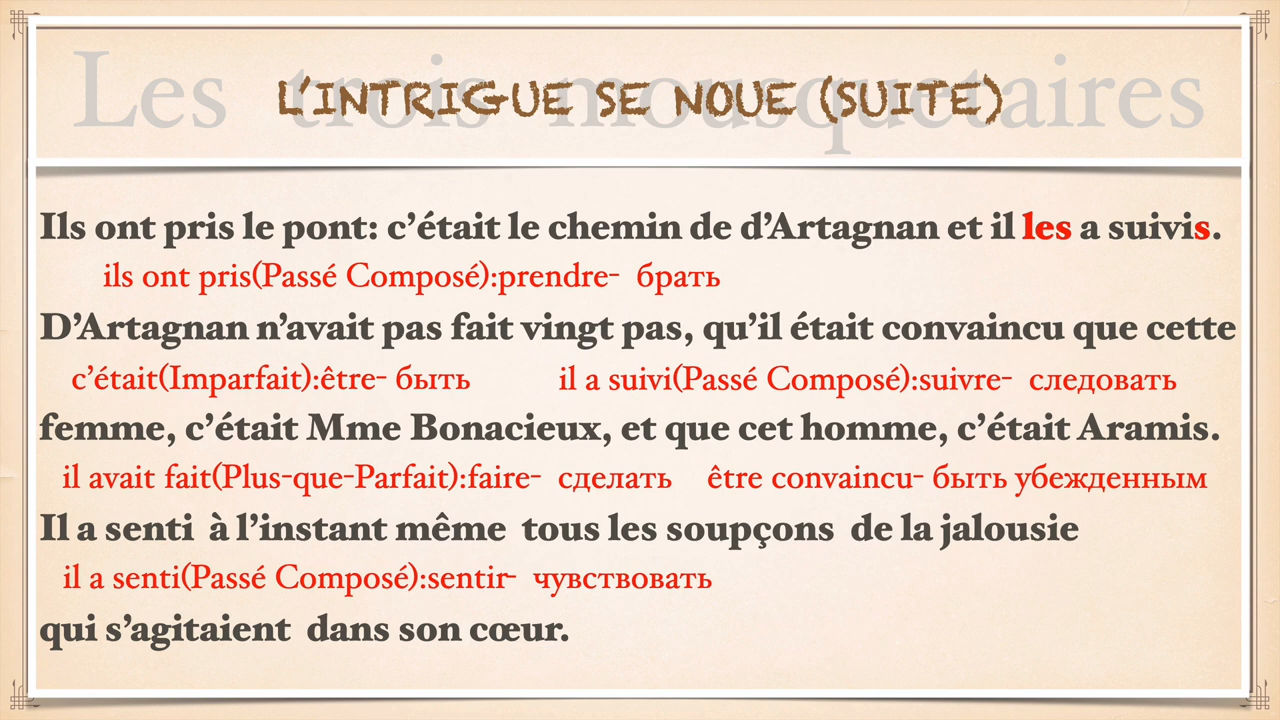 Les trois mousquetaires
L'INTRIGUE SE NOUE (SUITE)
Ils ont pris le pont: c'était le chemin de d'Artagnan et il les a suivis.
ils ont pris(Passé Composé):prendre- брать
D'Artagnan n'avait pas fait vingt pas, qu'il était convaincu que cette
c'était(Imparfait):être- быть il a suivi(Passé Composé):suivre- следовать
femme, c'était Mme Bonacieux, et que cet homme, c'était Aramis.
il avait fait(Plus-que-Parfait):faire- сделать être convaincu- быть убежденным
Il a senti à l'instant même tous les soupçons de la jalousie
il a senti(Passé Composé):sentir- чувствовать
qui s'agitaient dans son cœur.